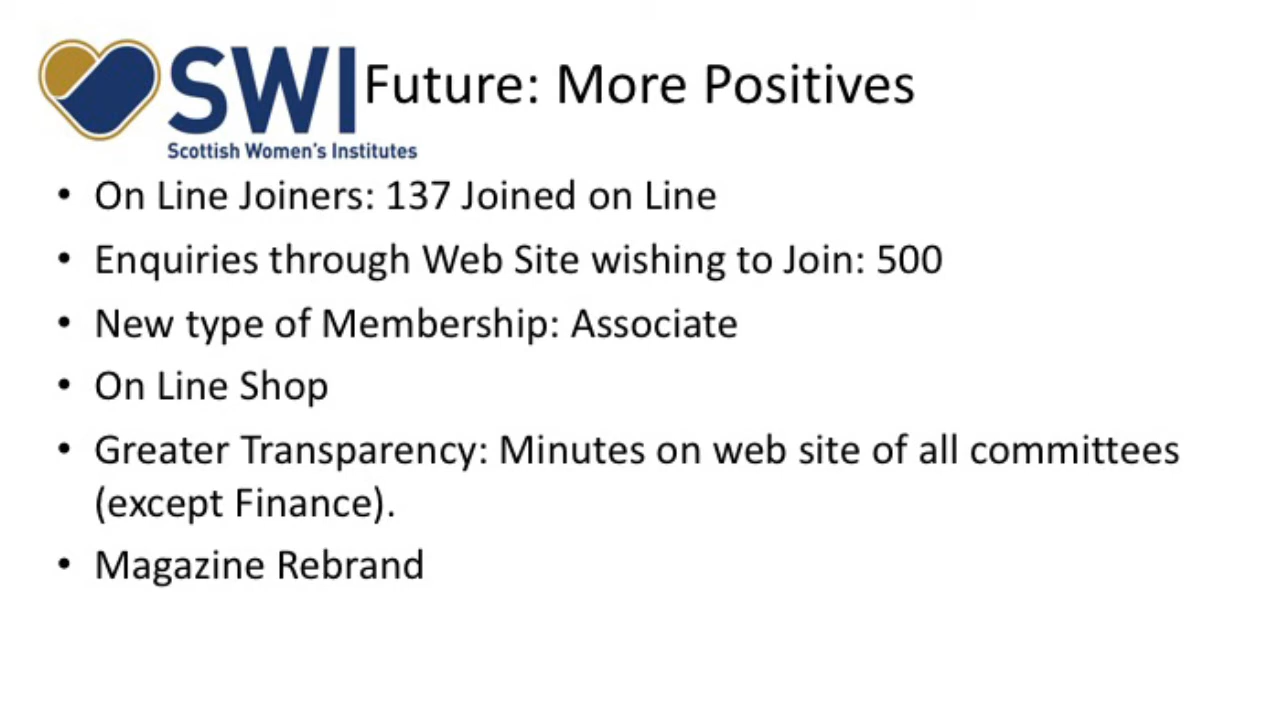 SWI
Future: More Positives
Scottish Women's Institutes
• On Line Joiners: 137 Joined on Line
• Enquiries through Web Site wishing to Join: 500
• New type of Membership: Associate
• On Line Shop
• Greater Transparency: Minutes on web site of all committees
(except Finance).
• Magazine Rebrand